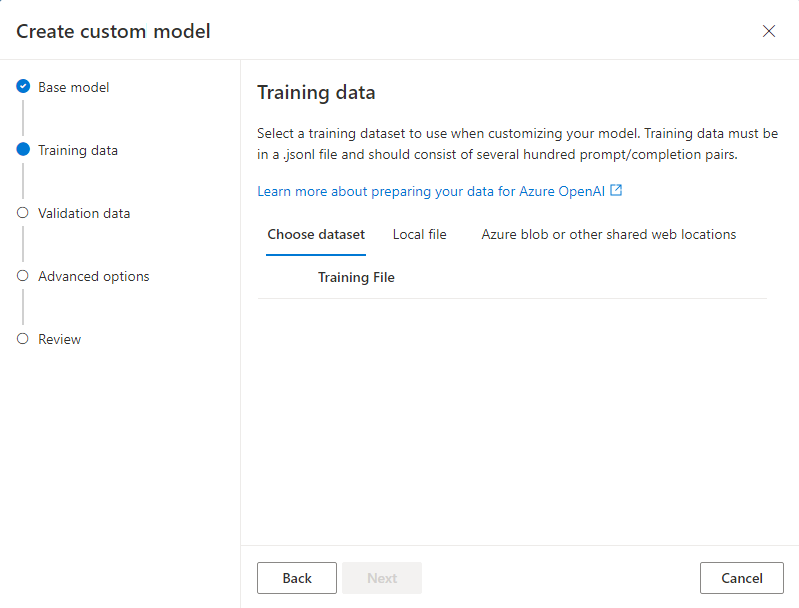 Create custom model
Base model
Training data
Validation data
Advanced options
Review
Training data
Select a training dataset to use when customizing your model. Training data must be
in a .jsonl file and should consist of several hundred prompt/completion pairs.
Learn more about preparing your data for Azure OpenAI
Choose dataset Local file Azure blob or other shared web locations
Training File
Back Next Cancel